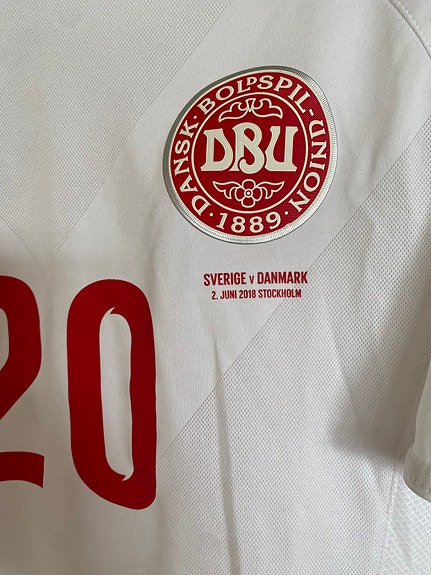 DANSK · BOLDSPIL-UNION ·
DBU
· 1889 ·
SVERIGE v DANMARK
2. JUNI 2018 STOCKHOLM
20